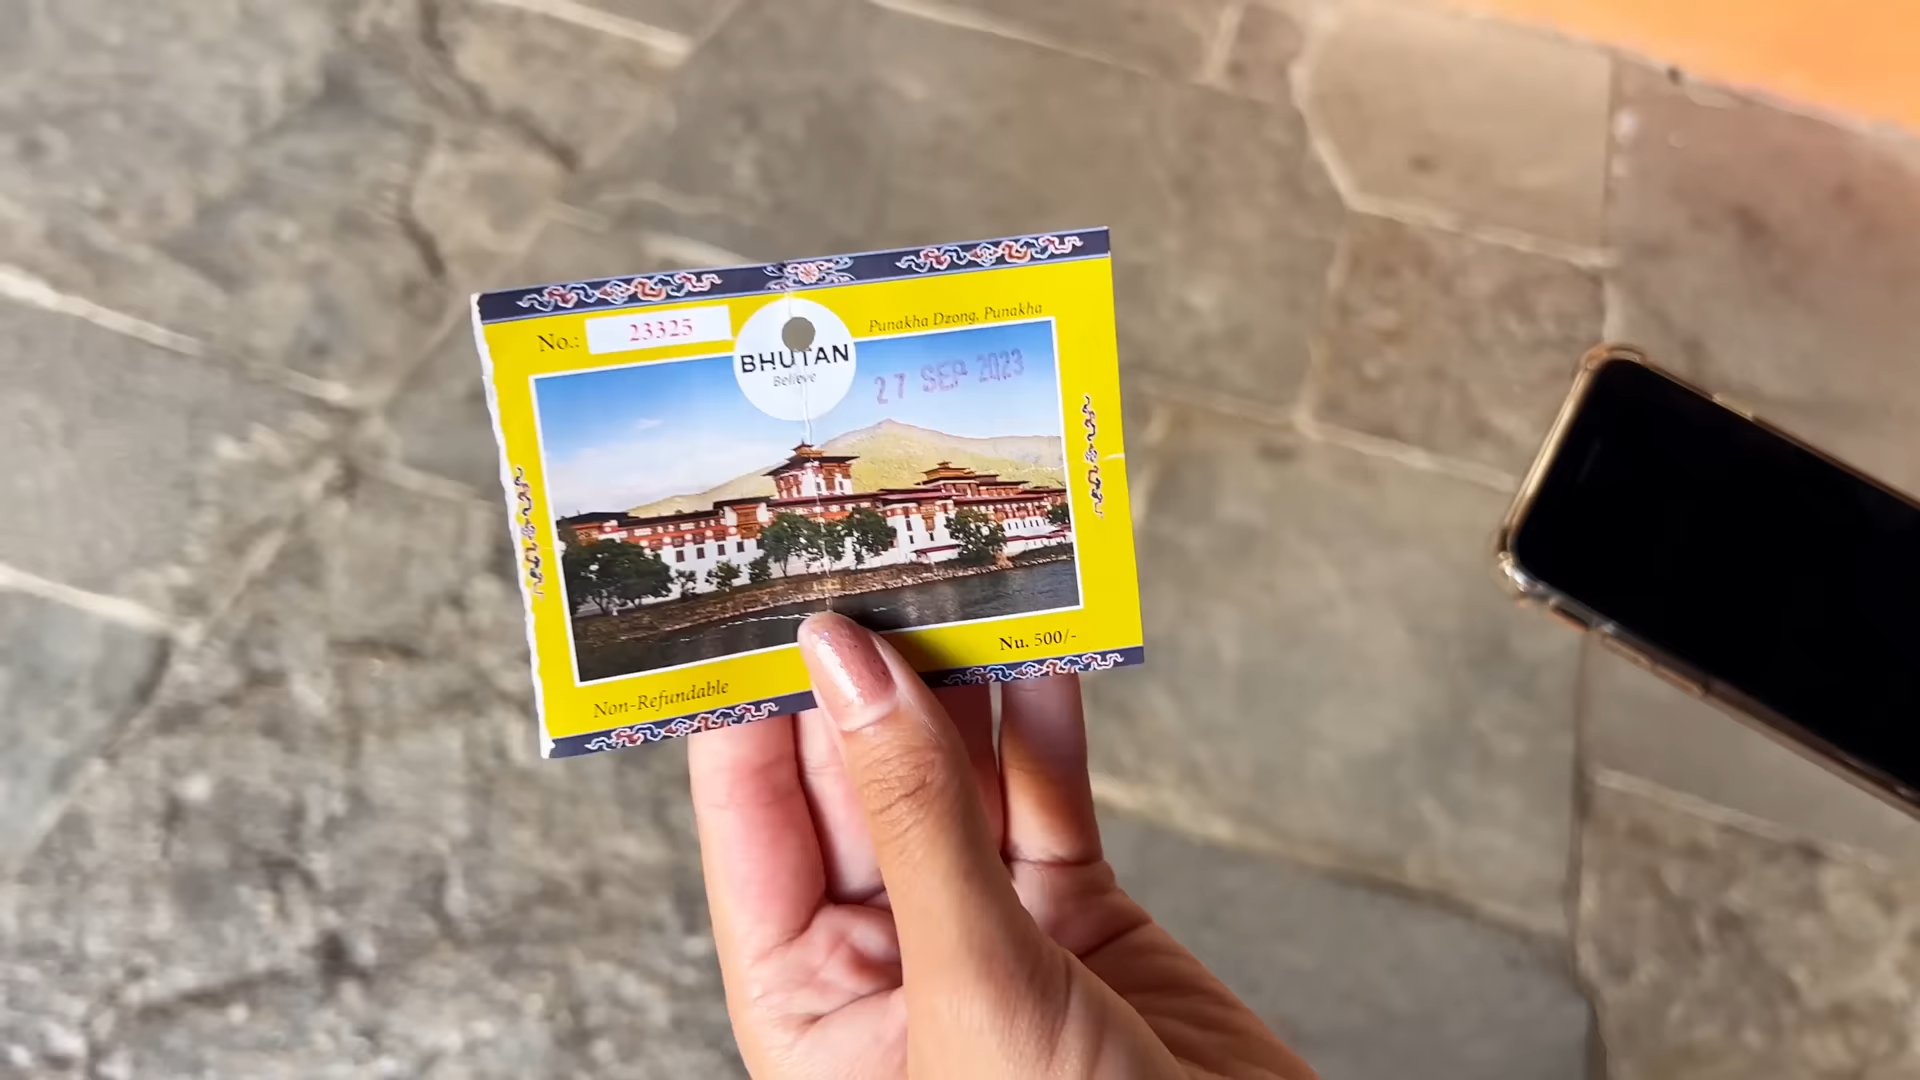 No.: 23325
BHUTAN
Believe
Punakha Dzong, Punakha
27 SEP 2023
Nu. 500/-
Non-Refundable